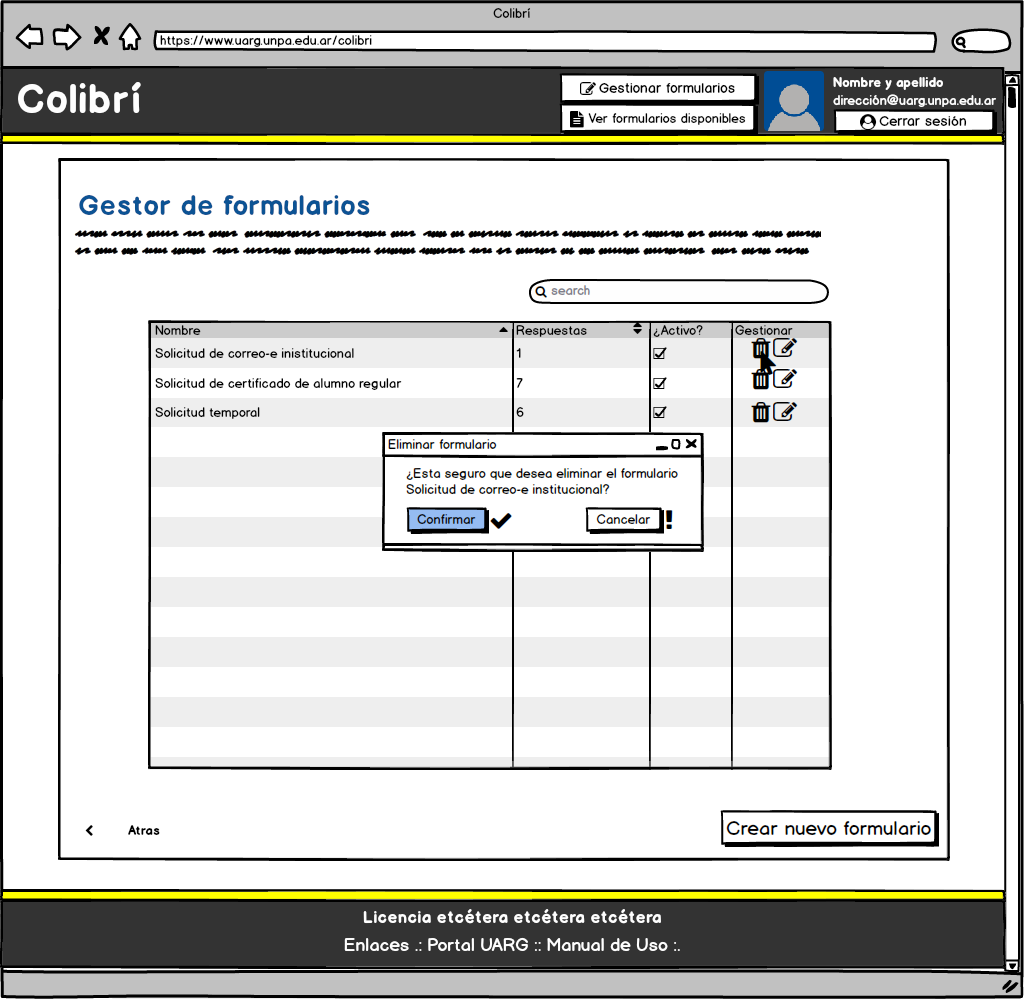 Colibrí
https://www.uarg.unpa.edu.ar/colibri
Colibrí
Gestionar formularios
Ver formularios disponibles
Nombre y apellido
dirección@uarg.unpa.edu.ar
Cerrar sesión
Gestor de formularios
search
Nombre Respuestas ¿Activo? Gestionar
Solicitud de correo-e inistitucional 1
Solicitud de certificado de alumno regular 7
Solicitud temporal 6
Eliminar formulario
¿Esta seguro que desea eliminar el formulario
Solicitud de correo-e institucional?
Confirmar Cancelar
Atras
Crear nuevo formulario
Licencia etcétera etcétera etcétera
Enlaces .: Portal UARG :: Manual de Uso :.